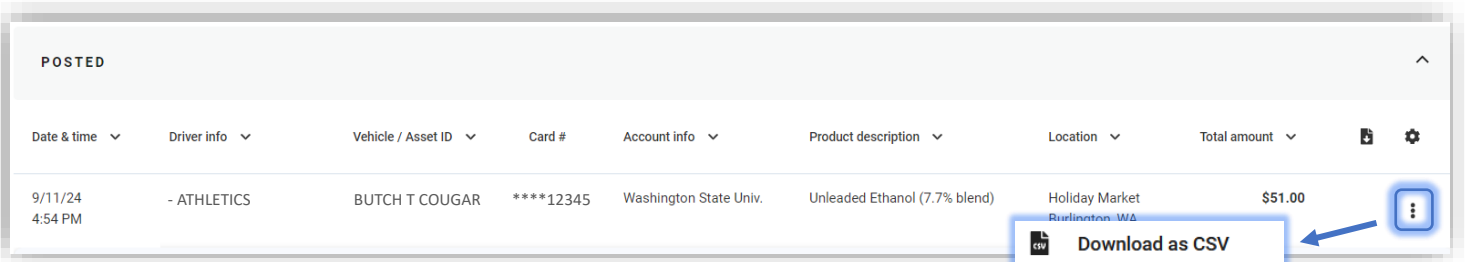 POSTED
Date & time Driver info Vehicle / Asset ID Card # Account info Product description Location Total amount
9/11/24 - ATHLETICS BUTCH T COUGAR ****12345 Washington State Univ. Unleaded Ethanol (7.7% blend) Holiday Market $51.00
4:54 PM Burlington, WA
CSV Download as CSV